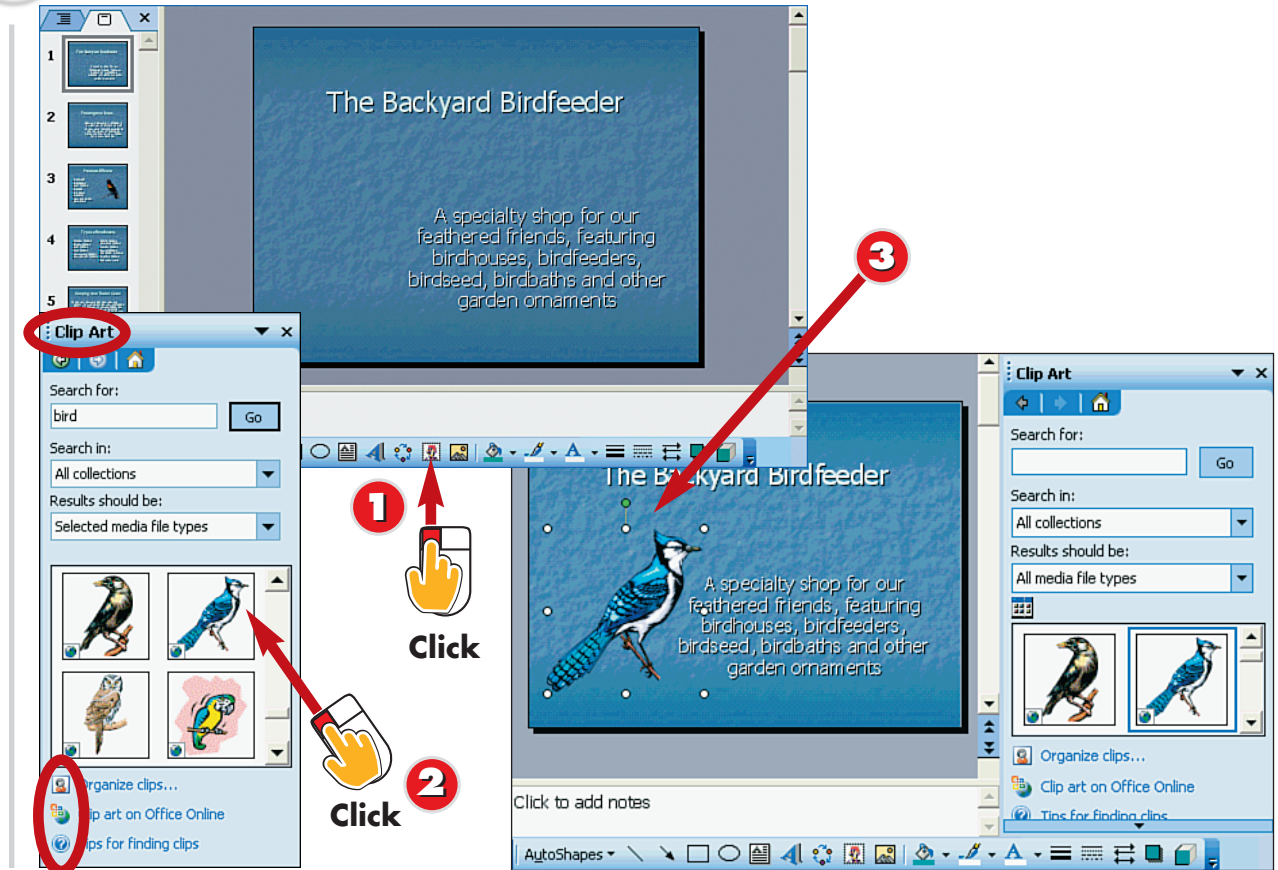 1
2
3
4
5
The Backyard Birdfeeder
A specialty shop for our
feathered friends, featuring
birdhouses, birdfeeders,
birdseed, birdbaths and other
garden ornaments
Clip Art
Search for:
bird
Go
Search in:
All collections
Results should be:
Selected media file types
Organize clips...
Clip art on Office Online
Tips for finding clips
1
Click
2
Click
3
The Backyard Birdfeeder
A specialty shop for our
feathered friends, featuring
birdhouses, birdfeeders,
birdseed, birdbaths and other
garden ornaments
Click to add notes
AutoShapes
Clip Art
Search for:
Go
Search in:
All collections
Results should be:
All media file types
Organize clips...
Clip art on Office Online
Tips for finding clips